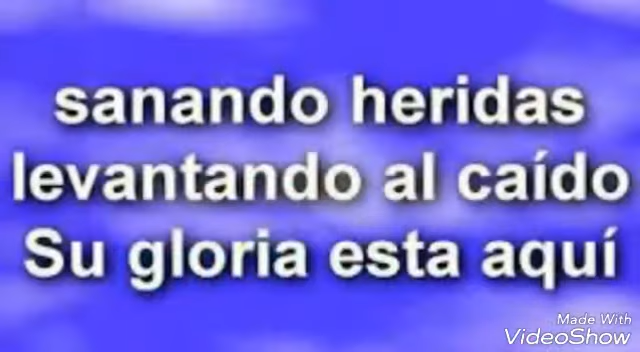 sanando heridas
levantando al caído
Su gloria esta aquí
Made With
VideoShow